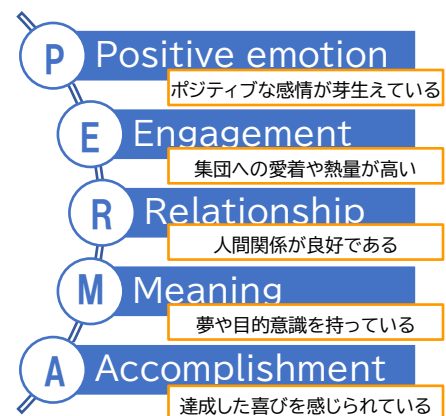 P Positive emotion
ポジティブな感情が芽生えている
E Engagement
集団への愛着や熱量が高い
R Relationship
人間関係が良好である
M Meaning
夢や目的意識を持っている
A Accomplishment
達成した喜びを感じられている